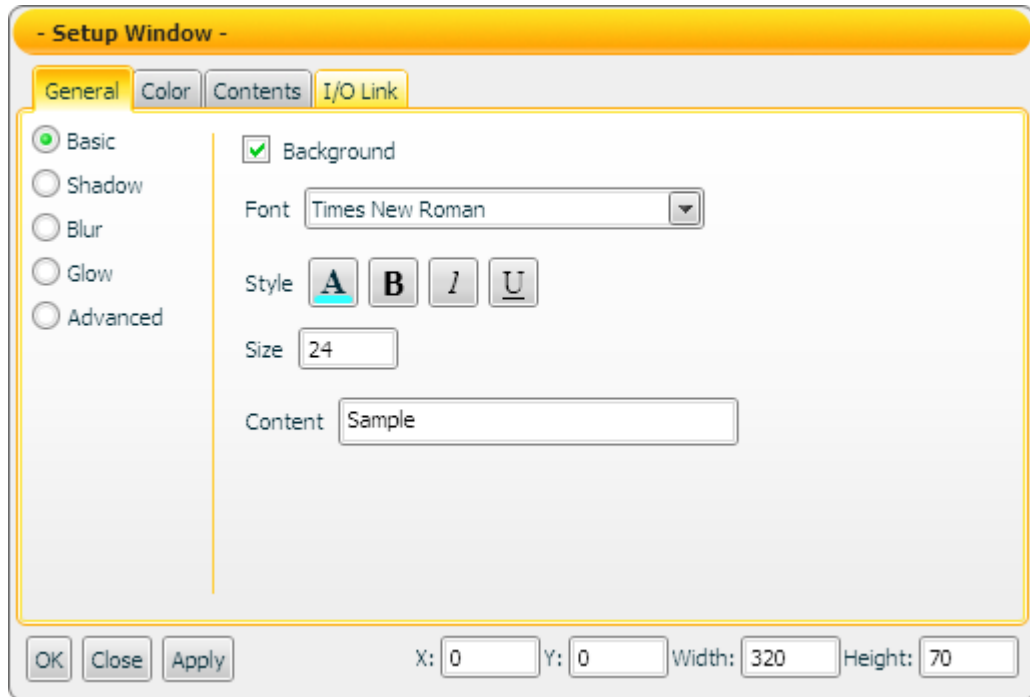 - Setup Window -
General Color Contents I/O Link
Basic
Shadow
Blur
Glow
Advanced
Background
Font Times New Roman
Style A B I U
Size 24
Content Sample
OK Close Apply X: 0 Y: 0 Width: 320 Height: 70